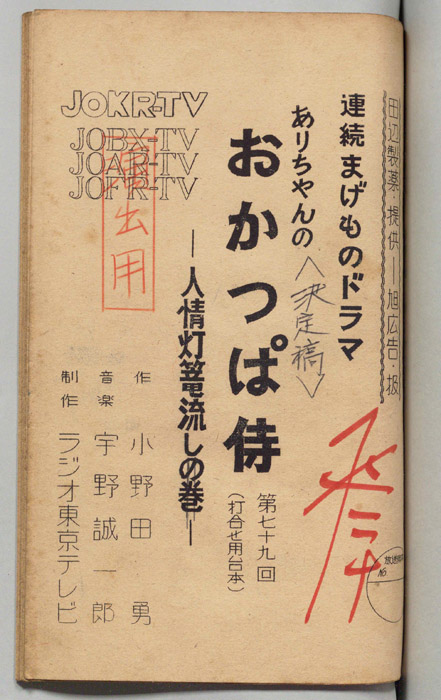 田辺製薬・提供―旭広告・扱
連続まげものドラマ
ありちゃんの
<決定稿>
おかっぱ侍
第七十九回
(打合せ用台本)
―人情灯篭流しの巻―
JOKR-TV
JOBX-TV
JOAR-TV
JOFR-TV
演出用
作 小野田 勇
音楽 宇野誠一郎
制作 ラジオ東京テレビ